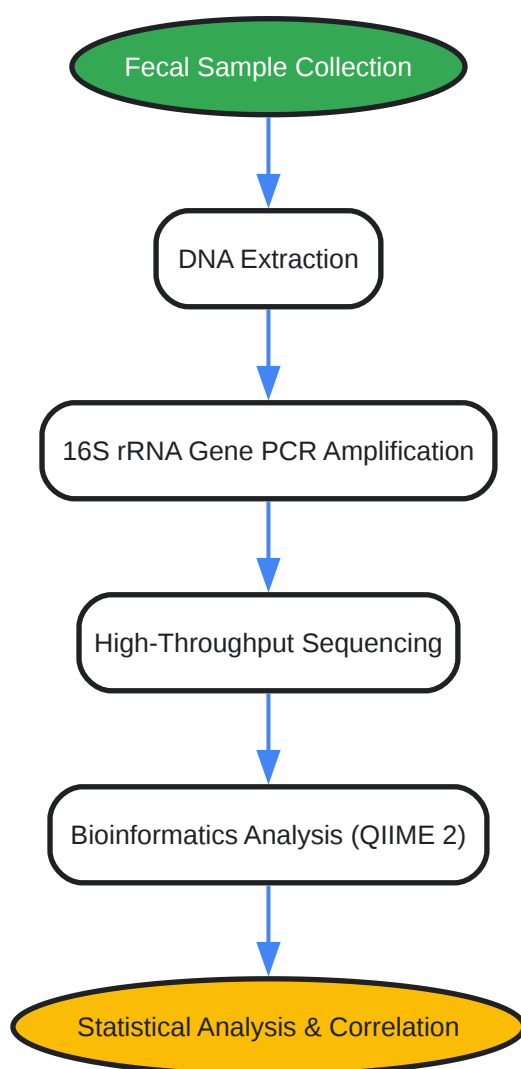 Fecal Sample Collection
DNA Extraction
16S rRNA Gene PCR Amplification
High-Throughput Sequencing
Bioinformatics Analysis (QIIME 2)
Statistical Analysis & Correlation